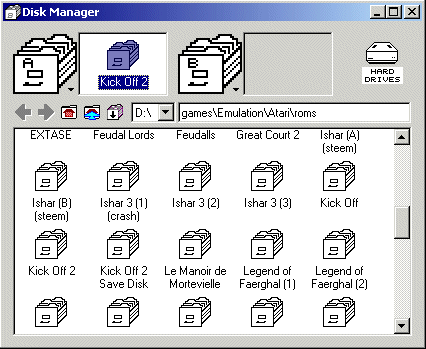 Disk Manager
A
Kick Off 2
B
HARD
DRIVES
D:\
games\Emulation\Atari\roms
EXTASE
Feudal Lords
Feudalls
Great Court 2
Ishar (A)
(steem)
Ishar (B)
(steem)
Ishar 3 (1)
(crash)
Ishar 3 (2)
Ishar 3 (3)
Kick Off
Kick Off 2
Kick Off 2
Save Disk
Le Manoir de
Mortevielle
Legend of
Faerghal (1)
Legend of
Faerghal (2)